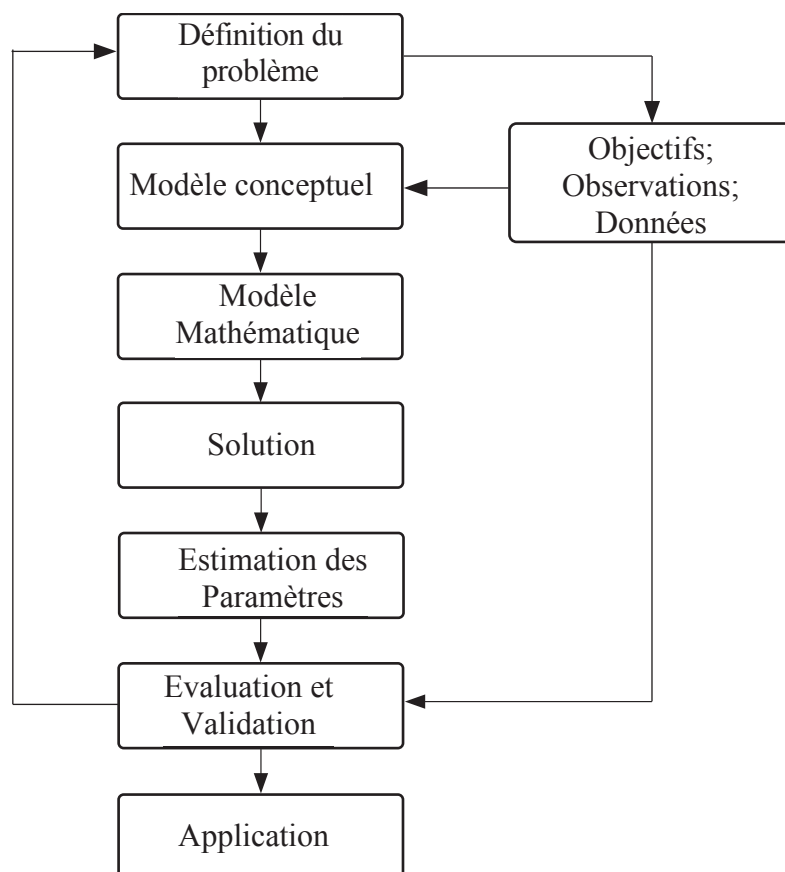 Définition du
problème
Objectifs;
Observations;
Données
Modèle conceptuel
Modèle
Mathématique
Solution
Estimation des
Paramètres
Evaluation et
Validation
Application